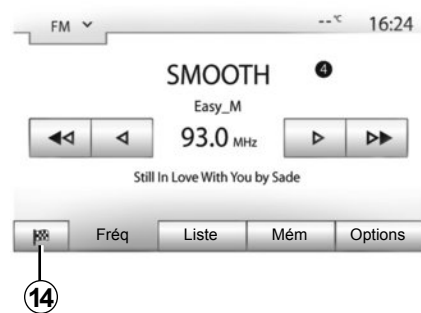 FM --°C 16:24
SMOOTH 4
Easy_M
93.0 MHz
Still In Love With You by Sade
Fréq Liste Mém Options
14